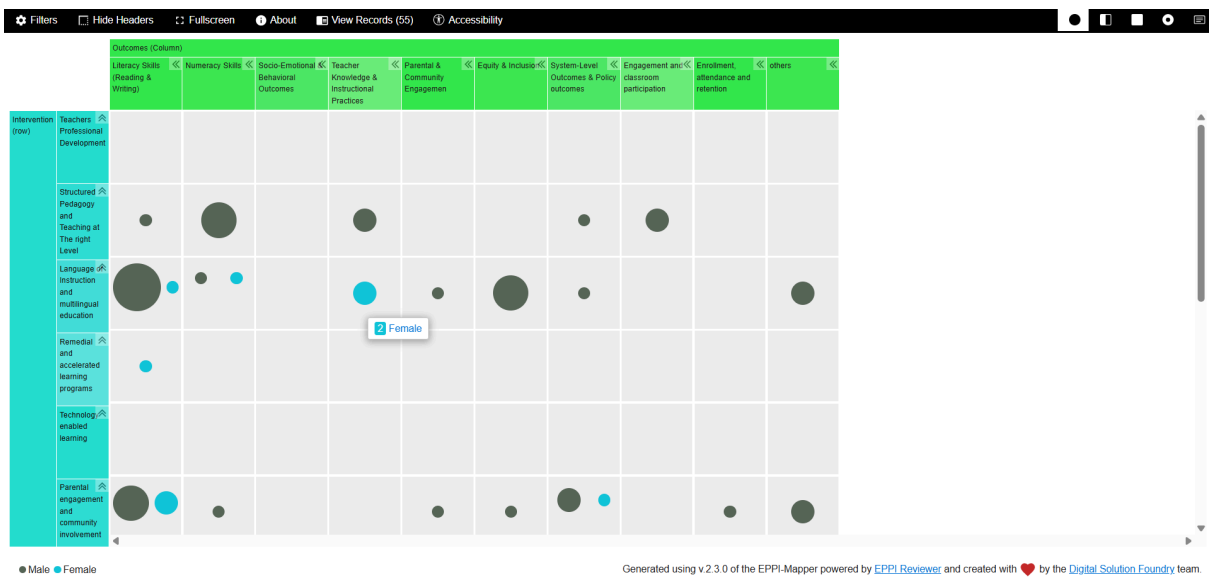 Filters Hide Headers Fullscreen About View Records (55) Accessibility
Outcomes (Column)
Literacy Skills
(Reading &
Writing)
Numeracy Skills
Socio-Emotional &
Behavioral
Outcomes
Teacher
Knowledge &
Instructional
Practices
Parental &
Community
Engagemen
Equity & Inclusion
System-Level
Outcomes & Policy
outcomes
Engagement and
classroom
participation
Enrollment,
attendance and
retention
others
Intervention
(row)
Teachers
Professional
Development
Structured
Pedagogy
and
Teaching at
The right
Level
Language of
instruction
and
multilingual
education
2 Female
Remedial
and
accelerated
learning
programs
Technology
enabled
learning
Parental
engagement
and
community
involvement
Male Female
Generated using v.2.3.0 of the EPPI-Mapper powered by EPPI Reviewer and created with by the Digital Solution Foundry team.